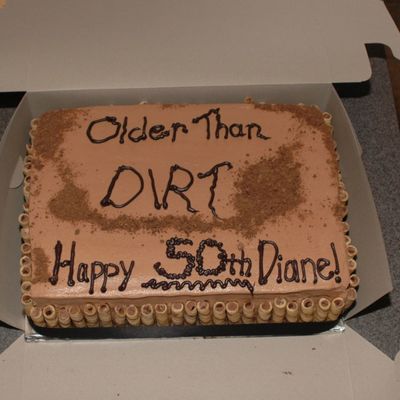 Older Than
DIRT
Happy 50th Diane!